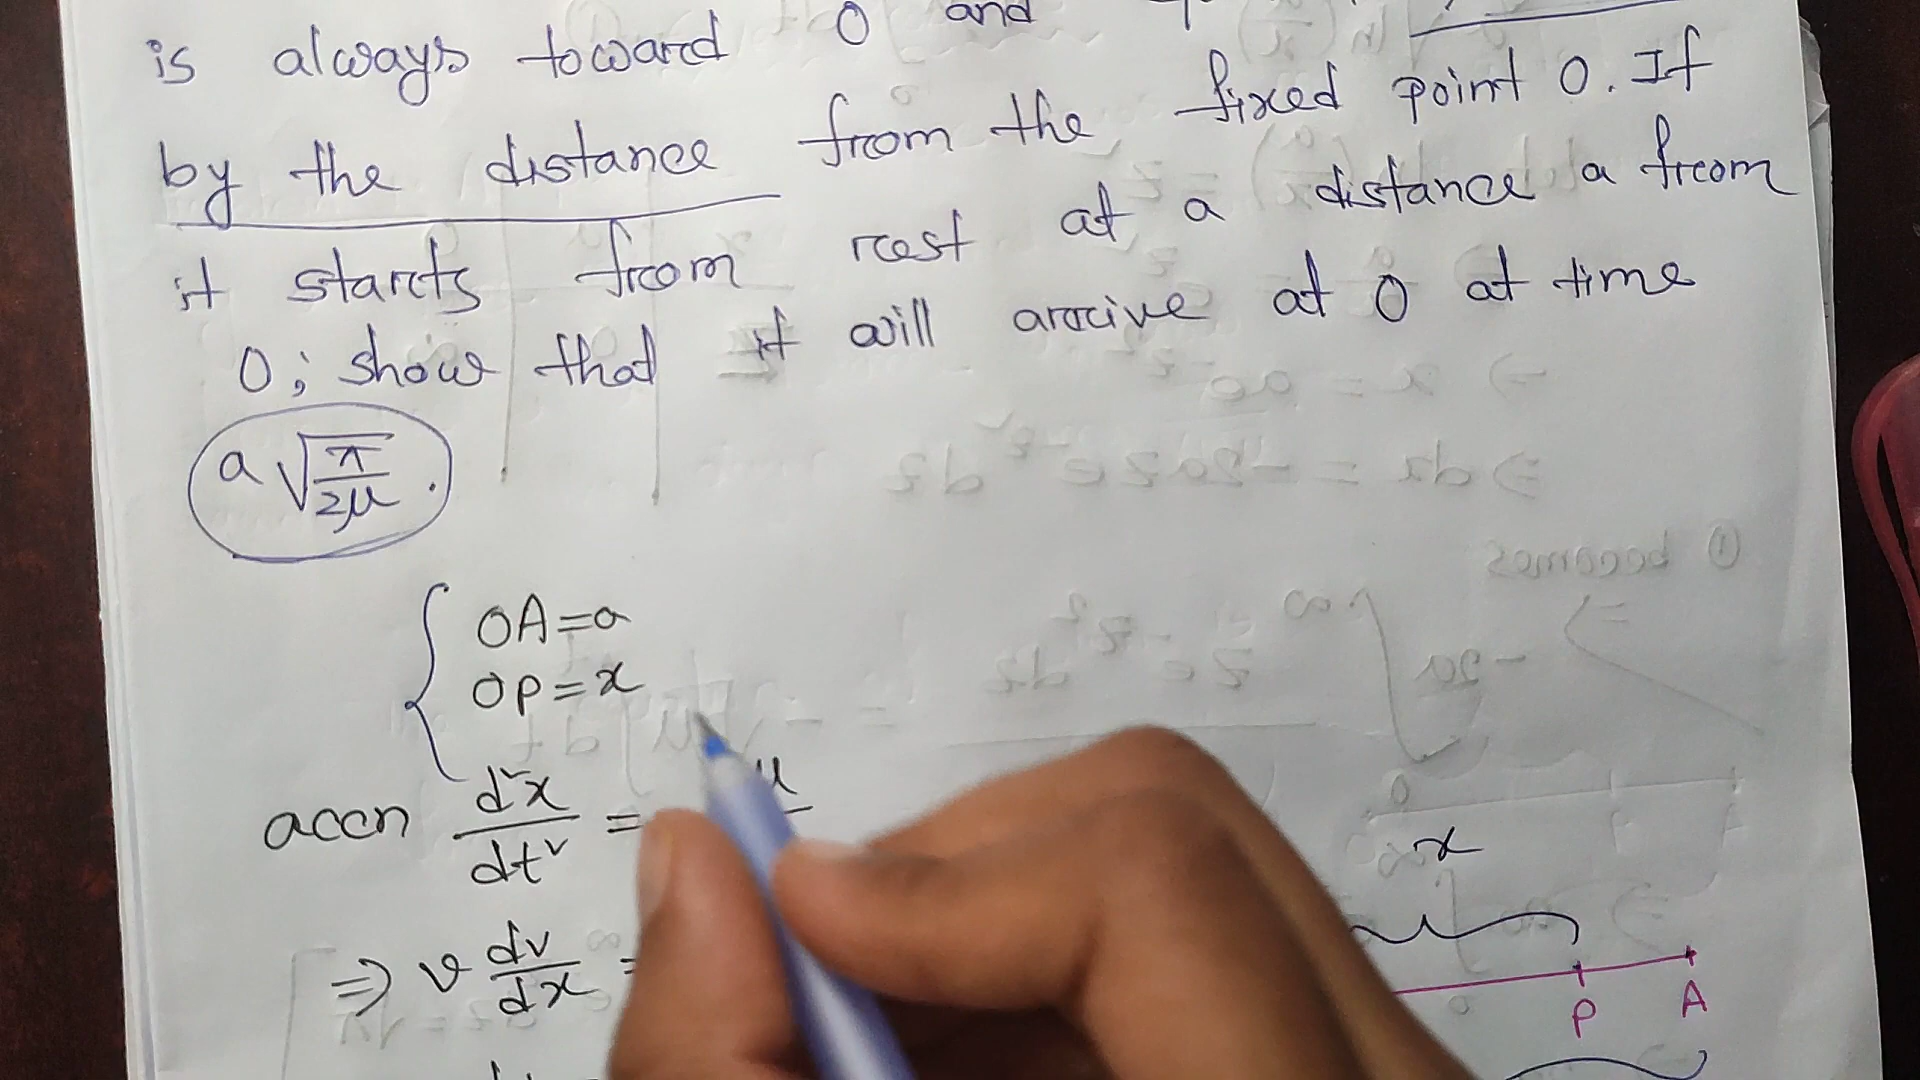 is always toward O and
by the distance from the fixed point O. If
it starts from rest at a distance a from
O; show that it will arrive at O at time
a √(π/2μ) .
OA = a
OP = x
accn d²x/dt² = μ
⇒ v dv/dx =
x
P A